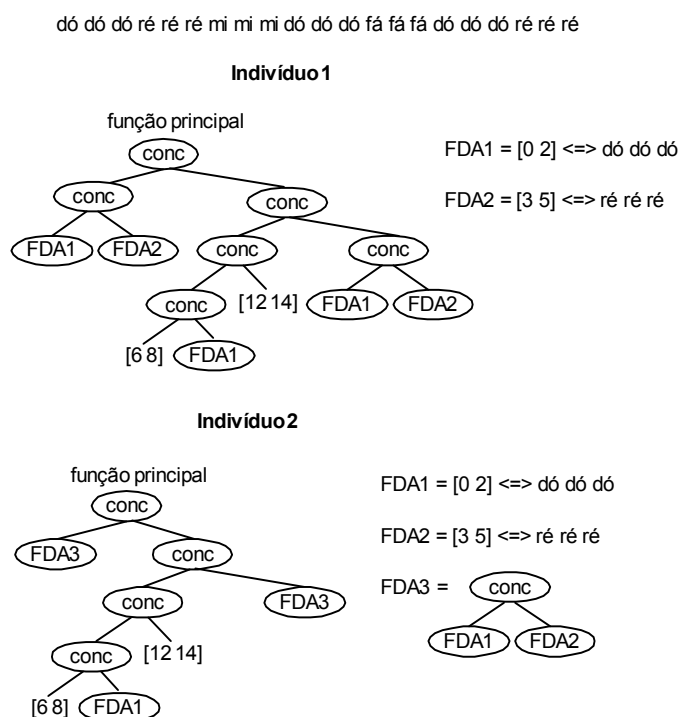 dó dó dó ré ré ré mi mi mi dó dó dó fá fá fá dó dó dó ré ré ré
Indivíduo1
função principal
conc
FDA1 = [0 2] <=> dó dó dó
conc
conc
FDA2 = [3 5] <=> ré ré ré
FDA1 FDA2 conc conc
conc [12 14] FDA1 FDA2
[6 8] FDA1
Indivíduo2
função principal
conc
FDA1 = [0 2] <=> dó dó dó
FDA2 = [3 5] <=> ré ré ré
FDA3 conc
FDA3 = conc
conc FDA3
FDA1 FDA2
conc [12 14]
[6 8] FDA1